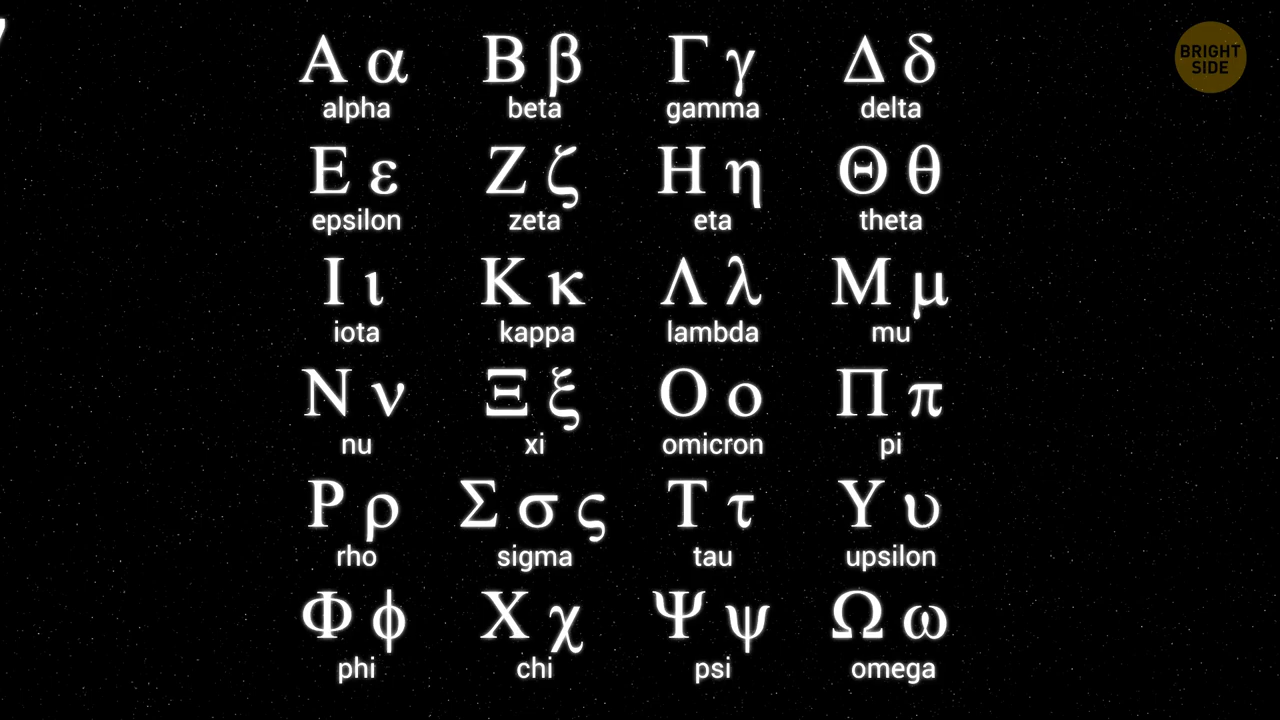 Α α Β β Γ γ Δ δ
alpha beta gamma delta
Ε ε Ζ ζ Η η Θ θ
epsilon zeta eta theta
Ι ι Κ κ Λ λ Μ μ
iota kappa lambda mu
Ν ν Ξ ξ Ο ο Π π
nu xi omicron pi
Ρ ρ Σ σ ς Τ τ Υ υ
rho sigma tau upsilon
Φ ϕ Χ χ Ψ ψ Ω ω
phi chi psi omega
BRIGHT
SIDE